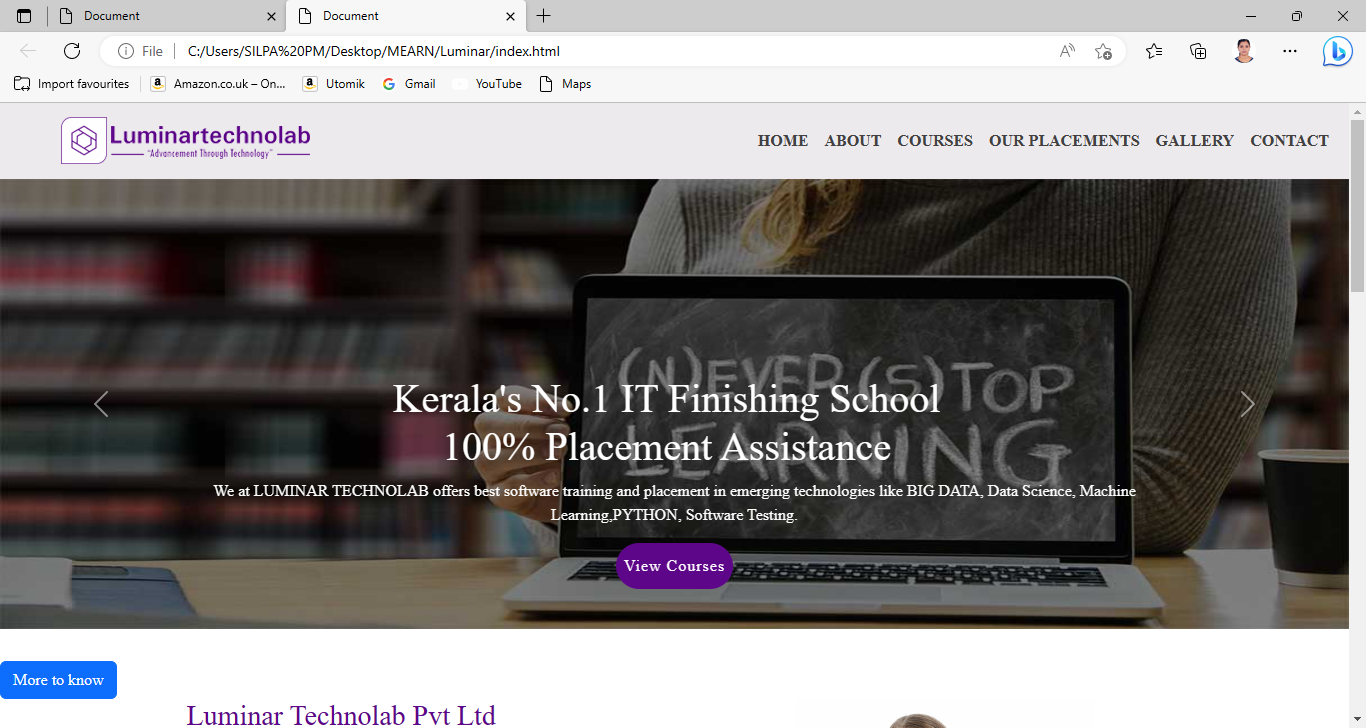 Document
Document
File
C:/Users/SILPA%20PM/Desktop/MEARN/Luminar/index.html
Import favourites
Amazon.co.uk – On...
Utomik
Gmail
YouTube
Maps
Luminartechnolab
"Advancement Through Technology"
HOME ABOUT COURSES OUR PLACEMENTS GALLERY CONTACT
(N)EVER (S)TOP
LEARNING
Kerala's No.1 IT Finishing School
100% Placement Assistance
We at LUMINAR TECHNOLAB offers best software training and placement in emerging technologies like BIG DATA, Data Science, Machine
Learning,PYTHON, Software Testing.
View Courses
More to know
Luminar Technolab Pvt Ltd